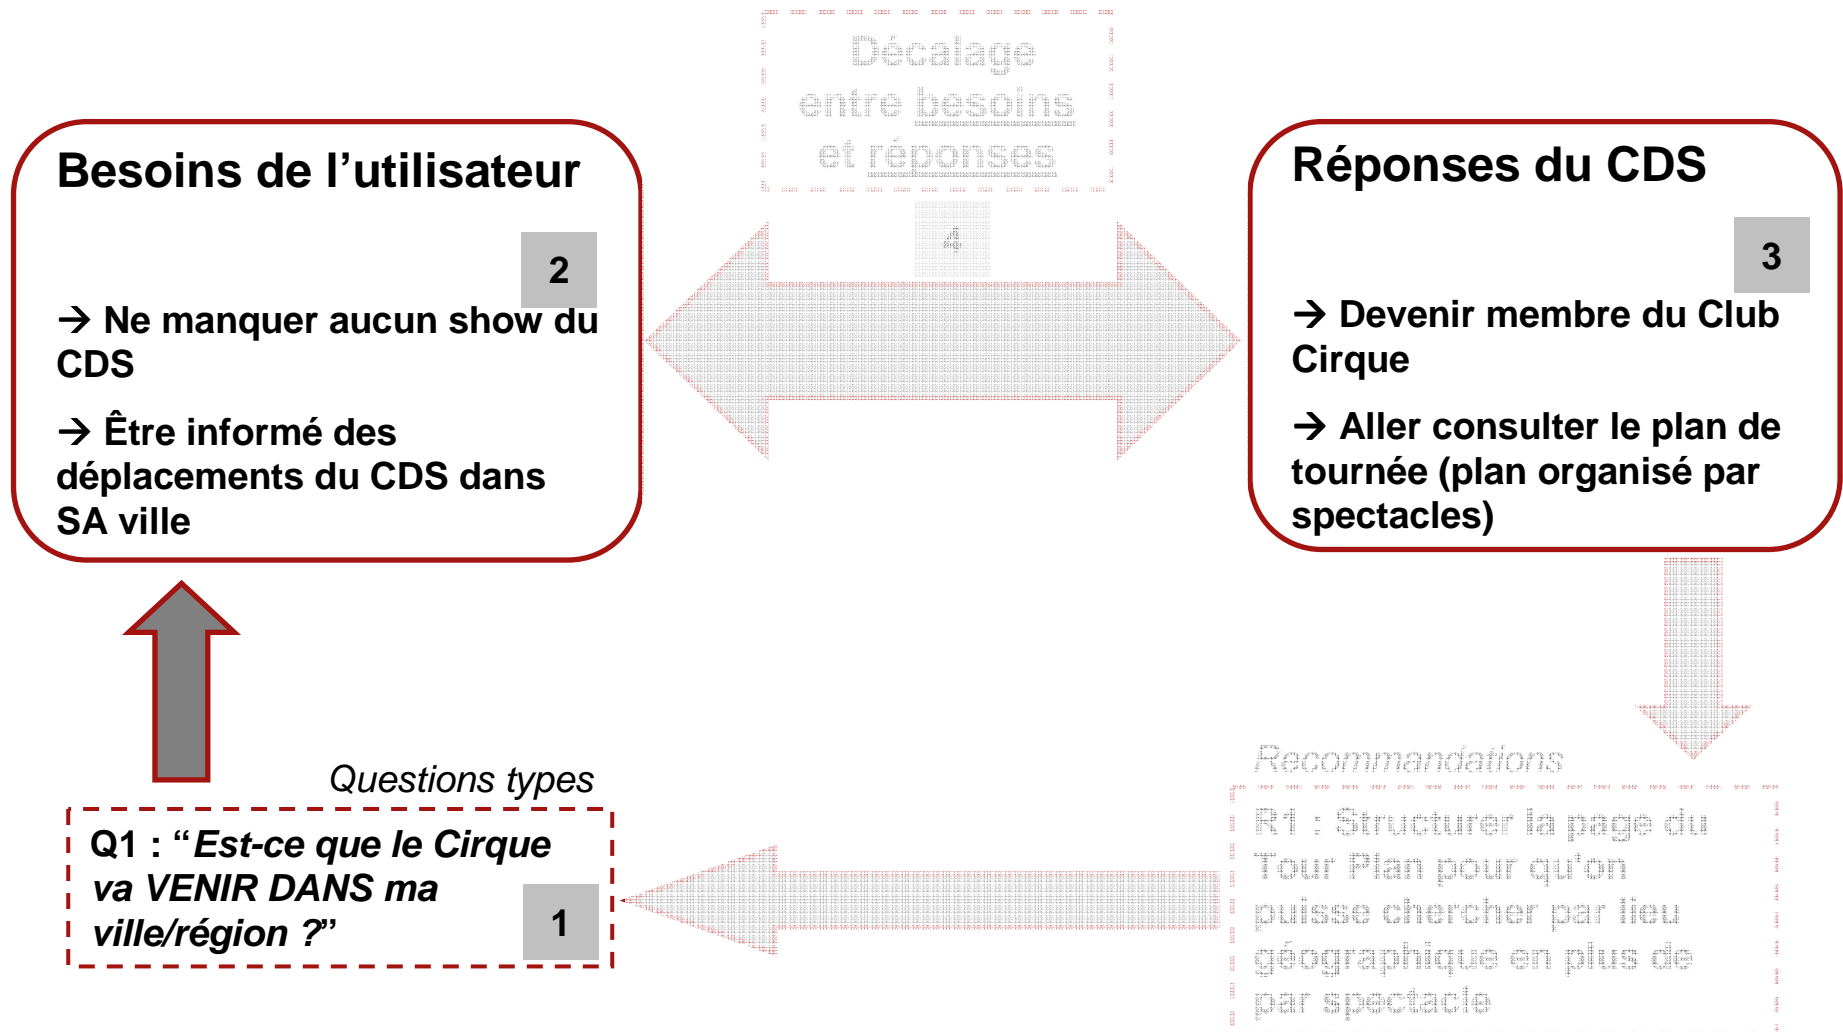 Décalage
entre besoins
et réponses
4
Besoins de l’utilisateur
2
→ Ne manquer aucun show du
CDS
→ Être informé des
déplacements du CDS dans
SA ville
Réponses du CDS
3
→ Devenir membre du Club
Cirque
→ Aller consulter le plan de
tournée (plan organisé par
spectacles)
Questions types
Q1 : “Est-ce que le Cirque
va VENIR DANS ma
ville/région ?”
1
Recommandations
R1 : Structurer la page du
Tour Plan pour qu’on
puisse chercher par lieu
géographique en plus de
par spectacle